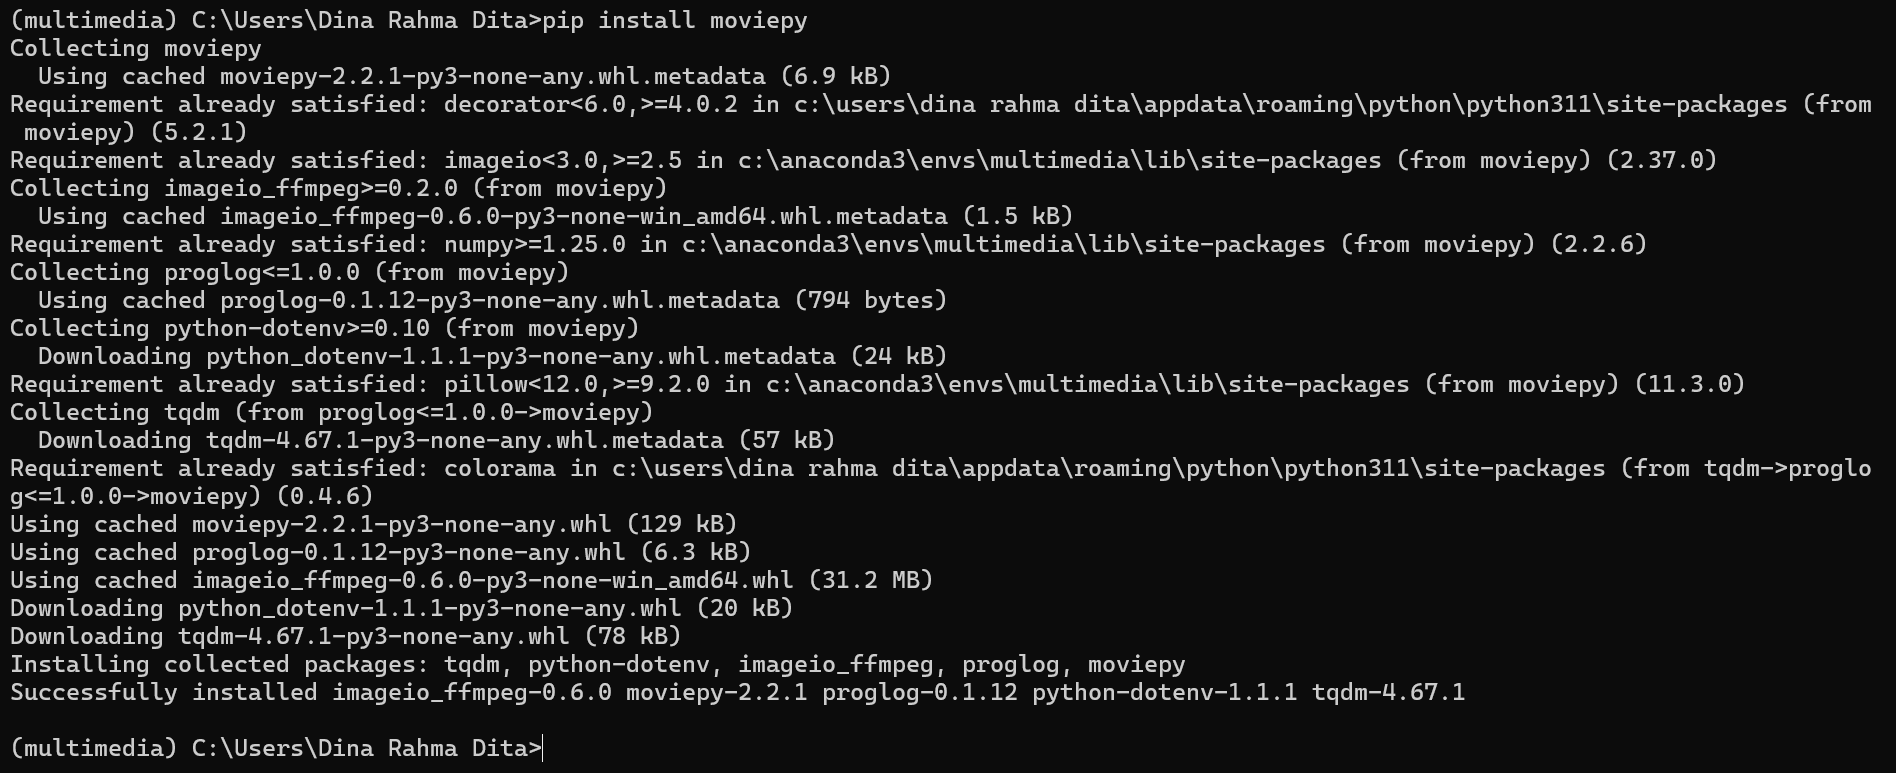 (multimedia) C:\Users\Dina Rahma Dita>pip install moviepy
Collecting moviepy
  Using cached moviepy-2.2.1-py3-none-any.whl.metadata (6.9 kB)
Requirement already satisfied: decorator<6.0,>=4.0.2 in c:\users\dina rahma dita\appdata\roaming\python\python311\site-packages (from
 moviepy) (5.2.1)
Requirement already satisfied: imageio<3.0,>=2.5 in c:\anaconda3\envs\multimedia\lib\site-packages (from moviepy) (2.37.0)
Collecting imageio_ffmpeg>=0.2.0 (from moviepy)
  Using cached imageio_ffmpeg-0.6.0-py3-none-win_amd64.whl.metadata (1.5 kB)
Requirement already satisfied: numpy>=1.25.0 in c:\anaconda3\envs\multimedia\lib\site-packages (from moviepy) (2.2.6)
Collecting proglog<=1.0.0 (from moviepy)
  Using cached proglog-0.1.12-py3-none-any.whl.metadata (794 bytes)
Collecting python-dotenv>=0.10 (from moviepy)
  Downloading python_dotenv-1.1.1-py3-none-any.whl.metadata (24 kB)
Requirement already satisfied: pillow<12.0,>=9.2.0 in c:\anaconda3\envs\multimedia\lib\site-packages (from moviepy) (11.3.0)
Collecting tqdm (from proglog<=1.0.0->moviepy)
  Downloading tqdm-4.67.1-py3-none-any.whl.metadata (57 kB)
Requirement already satisfied: colorama in c:\users\dina rahma dita\appdata\roaming\python\python311\site-packages (from tqdm->proglo
g<=1.0.0->moviepy) (0.4.6)
Using cached moviepy-2.2.1-py3-none-any.whl (129 kB)
Using cached proglog-0.1.12-py3-none-any.whl (6.3 kB)
Using cached imageio_ffmpeg-0.6.0-py3-none-win_amd64.whl (31.2 MB)
Downloading python_dotenv-1.1.1-py3-none-any.whl (20 kB)
Downloading tqdm-4.67.1-py3-none-any.whl (78 kB)
Installing collected packages: tqdm, python-dotenv, imageio_ffmpeg, proglog, moviepy
Successfully installed imageio_ffmpeg-0.6.0 moviepy-2.2.1 proglog-0.1.12 python-dotenv-1.1.1 tqdm-4.67.1

(multimedia) C:\Users\Dina Rahma Dita>